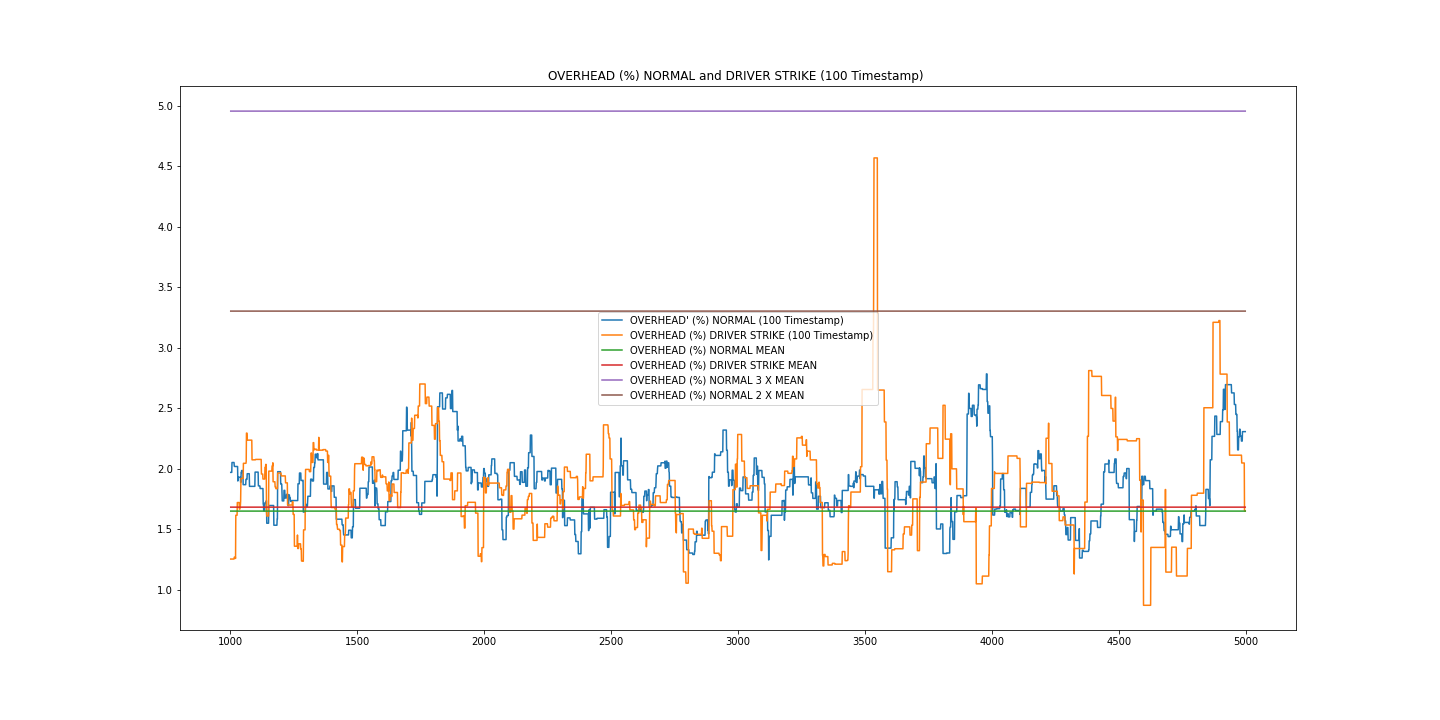 OVERHEAD (%) NORMAL and DRIVER STRIKE (100 Timestamp)
5.0
4.5
4.0
3.5
3.0
2.5
2.0
1.5
1.0
OVERHEAD' (%) NORMAL (100 Timestamp)
OVERHEAD (%) DRIVER STRIKE (100 Timestamp)
OVERHEAD (%) NORMAL MEAN
OVERHEAD (%) DRIVER STRIKE MEAN
OVERHEAD (%) NORMAL 3 X MEAN
OVERHEAD (%) NORMAL 2 X MEAN
1000 1500 2000 2500 3000 3500 4000 4500 5000